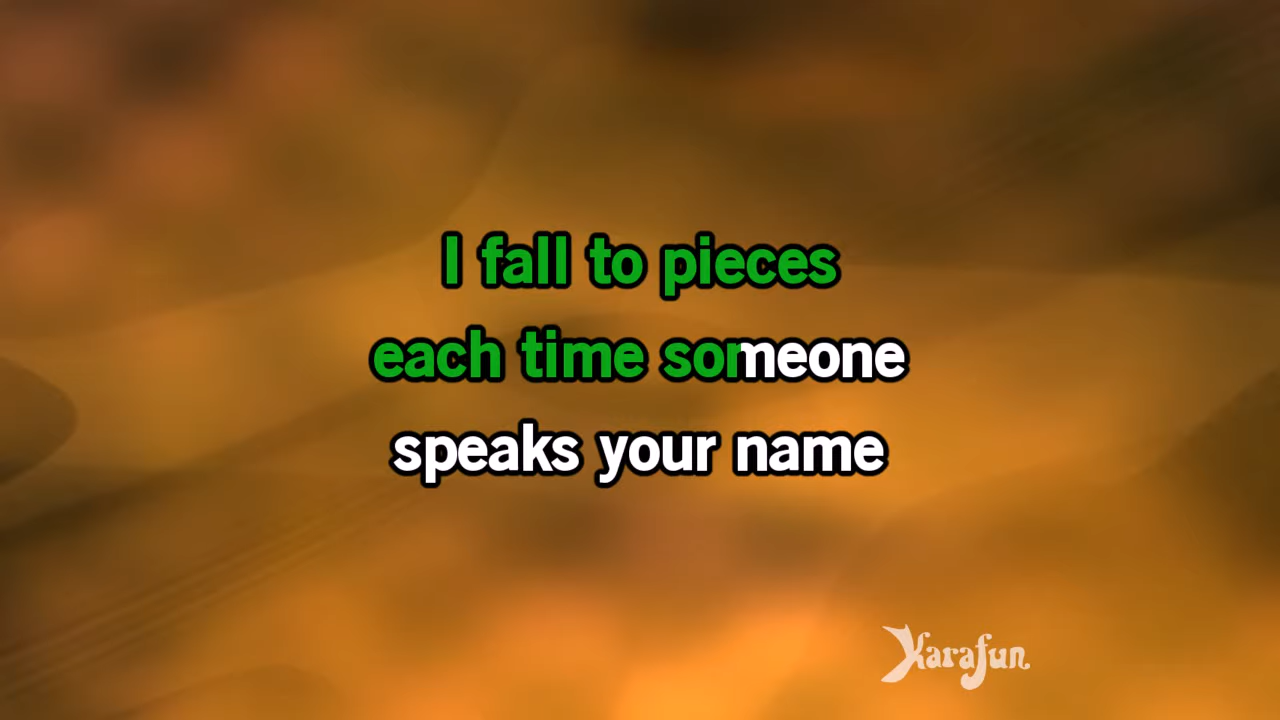 I fall to pieces
each time someone
speaks your name
Karafun